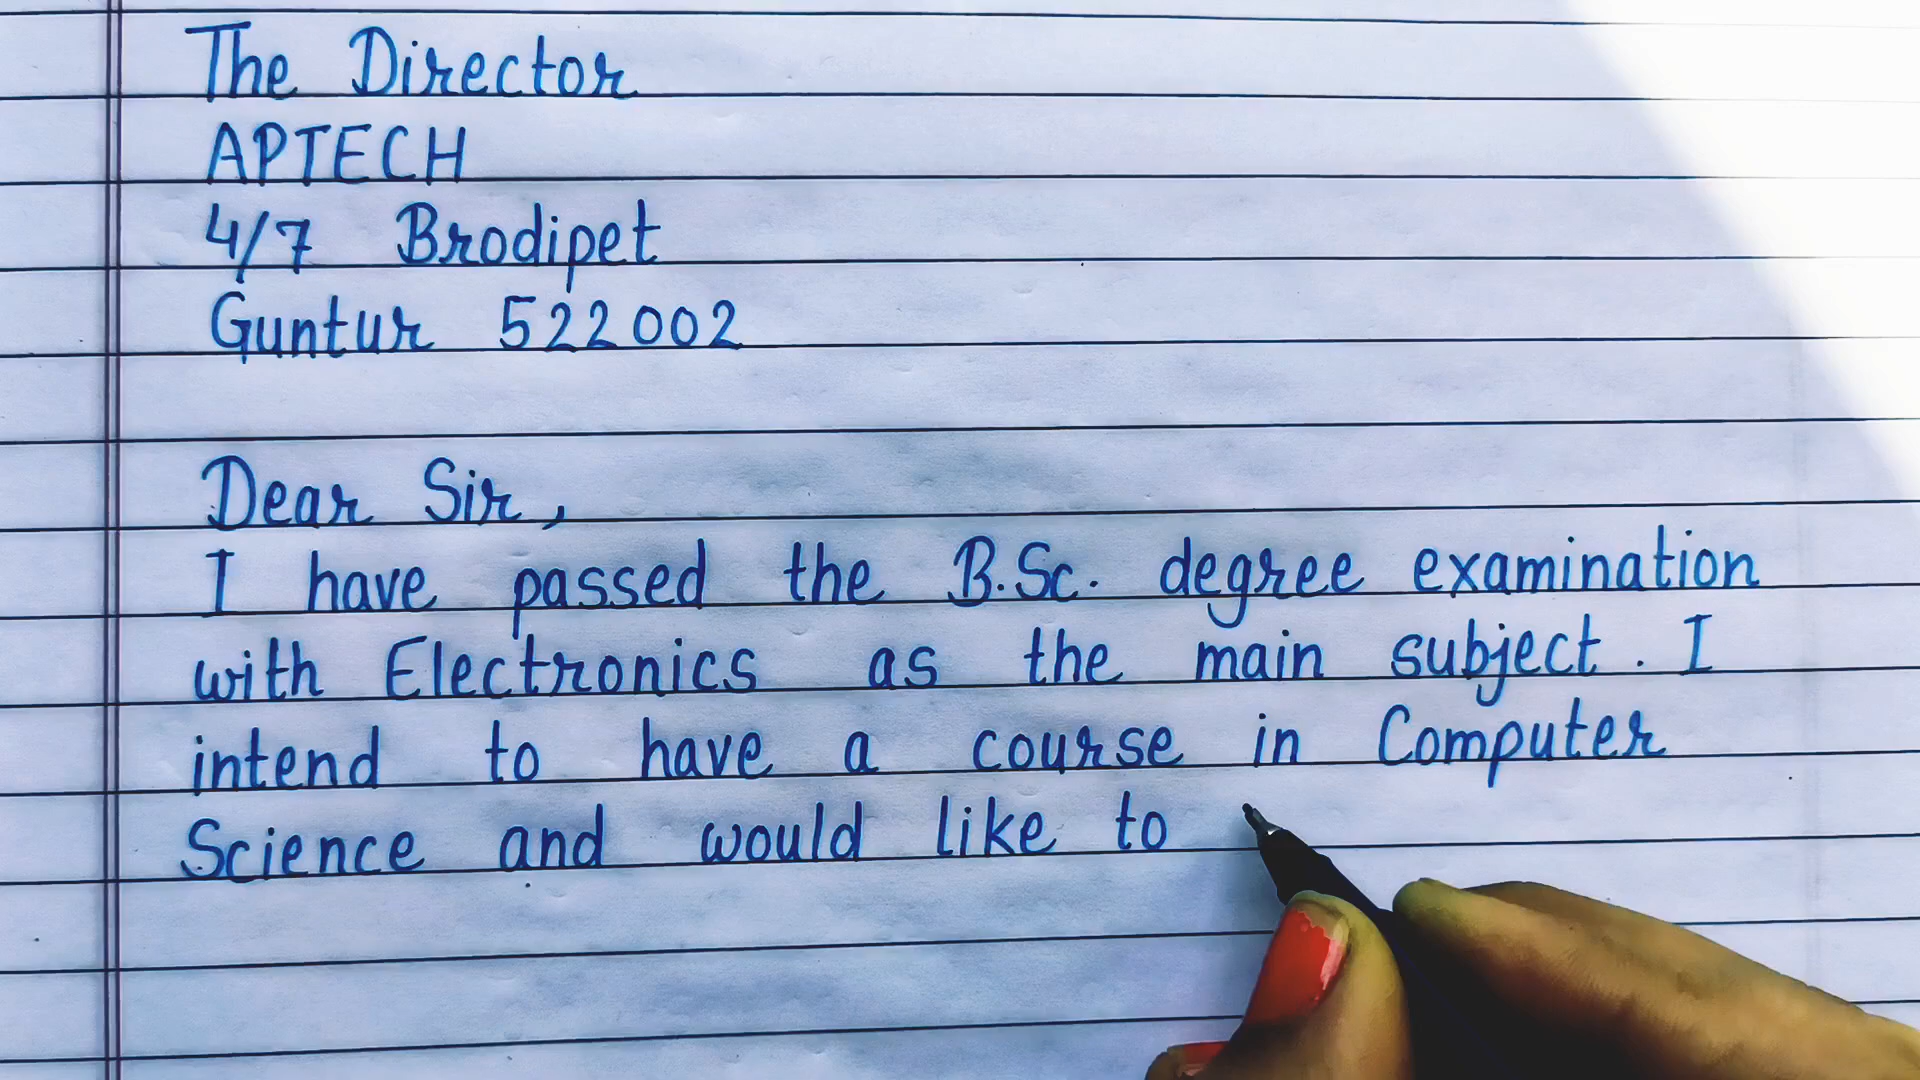 The Director
APTECH
4/7 Brodipet
Guntur 522002
Dear Sir,
I have passed the B.Sc. degree examination
with Electronics as the main subject. I
intend to have a course in Computer
Science and would like to